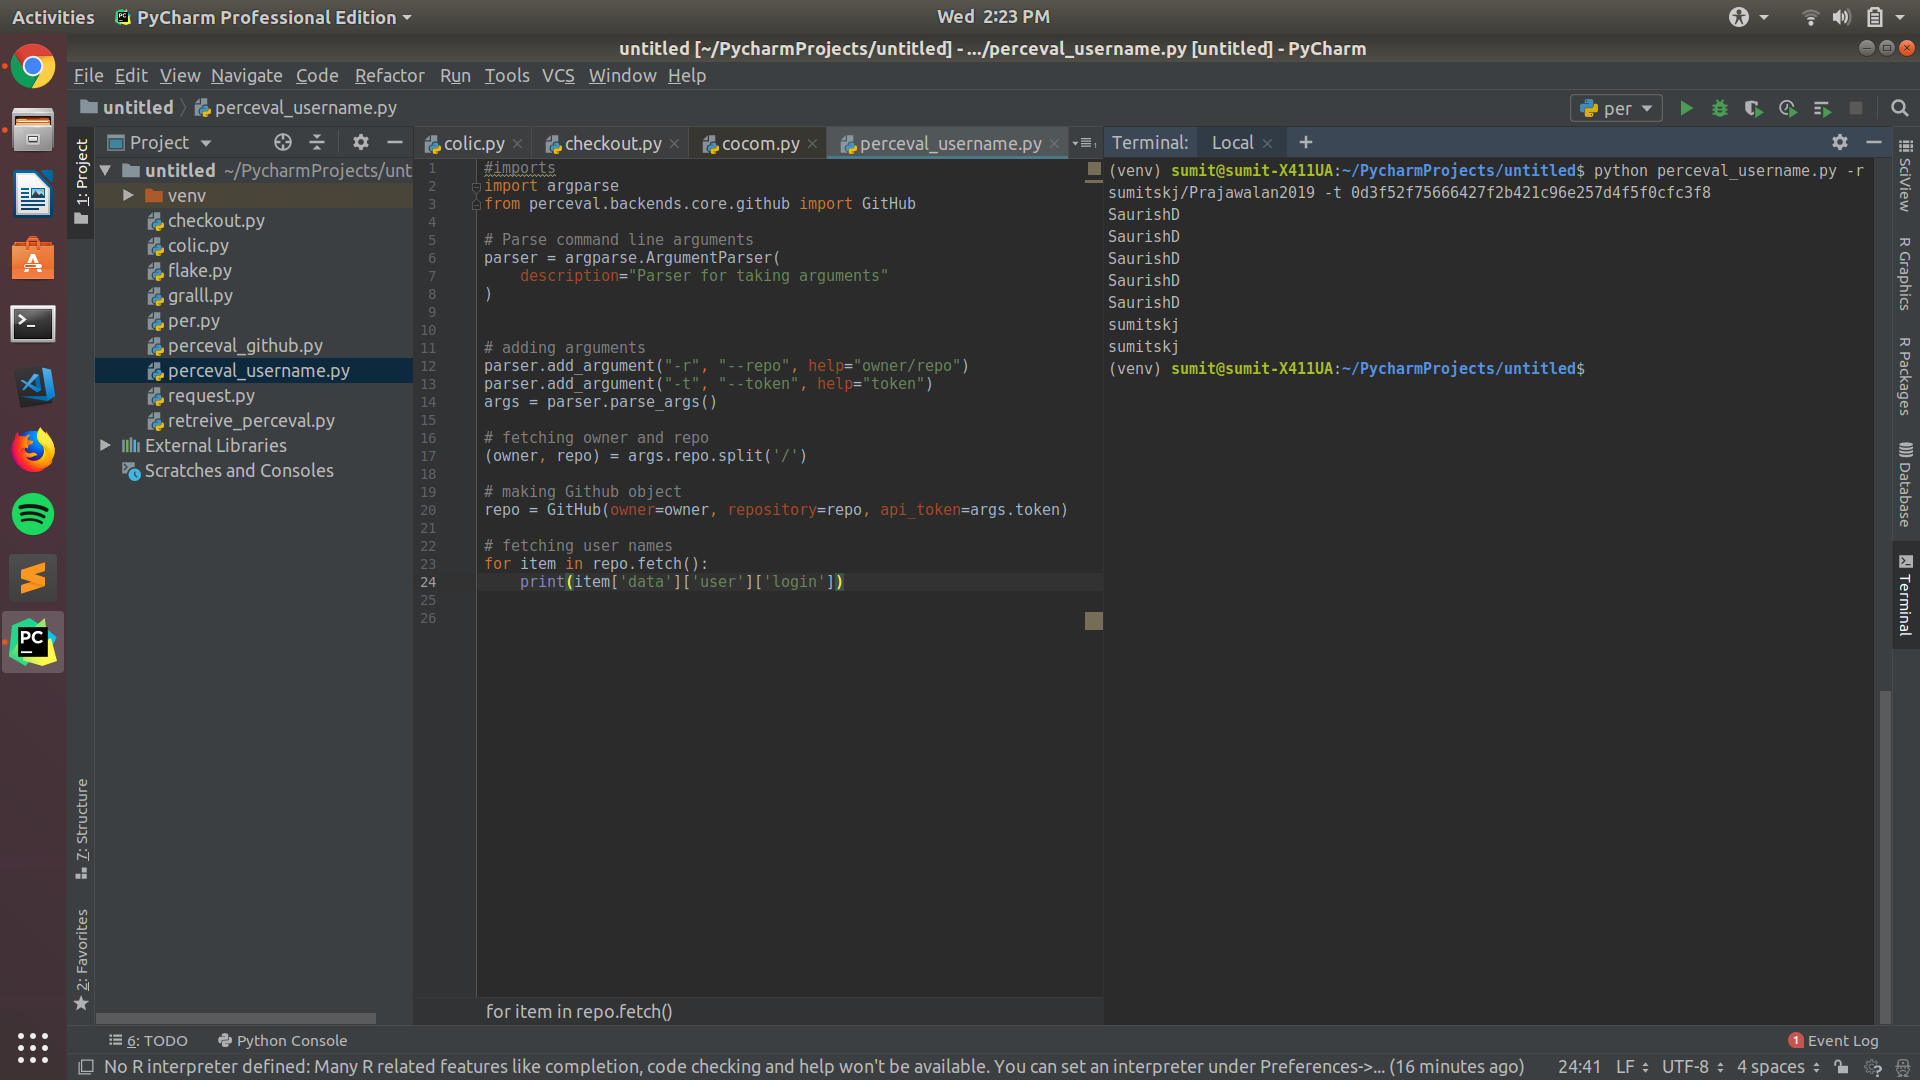 Activities
PyCharm Professional Edition
Wed 2:23 PM
untitled [~/PycharmProjects/untitled] - .../perceval_username.py [untitled] - PyCharm
File Edit View Navigate Code Refactor Run Tools VCS Window Help
untitled perceval_username.py
per
1: Project
7: Structure
2: Favorites
Project
untitled ~/PycharmProjects/unt
venv
checkout.py
colic.py
flake.py
gralll.py
per.py
perceval_github.py
perceval_username.py
request.py
retreive_perceval.py
External Libraries
Scratches and Consoles
colic.py
checkout.py
cocom.py
perceval_username.py
1 #imports
2 import argparse
3 from perceval.backends.core.github import GitHub
4
5 # Parse command line arguments
6 parser = argparse.ArgumentParser(
7 description="Parser for taking arguments"
8 )
9
10
11 # adding arguments
12 parser.add_argument("-r", "--repo", help="owner/repo")
13 parser.add_argument("-t", "--token", help="token")
14 args = parser.parse_args()
15
16 # fetching owner and repo
17 (owner, repo) = args.repo.split('/')
18
19 # making Github object
20 repo = GitHub(owner=owner, repository=repo, api_token=args.token)
21
22 # fetching user names
23 for item in repo.fetch():
24 print(item['data']['user']['login'])
25
26
for item in repo.fetch()
Terminal: Local
(venv) sumit@sumit-X411UA:~/PycharmProjects/untitled$ python perceval_username.py -r
sumitskj/Prajawalan2019 -t 0d3f52f75666427f2b421c96e257d4f5f0cfc3f8
SaurishD
SaurishD
SaurishD
SaurishD
SaurishD
sumitskj
sumitskj
(venv) sumit@sumit-X411UA:~/PycharmProjects/untitled$
SciView
R Graphics
R Packages
Database
Terminal
PC
6: TODO
Python Console
1 Event Log
No R interpreter defined: Many R related features like completion, code checking and help won't be available. You can set an interpreter under Preferences->... (16 minutes ago)
24:41 LF UTF-8 4 spaces